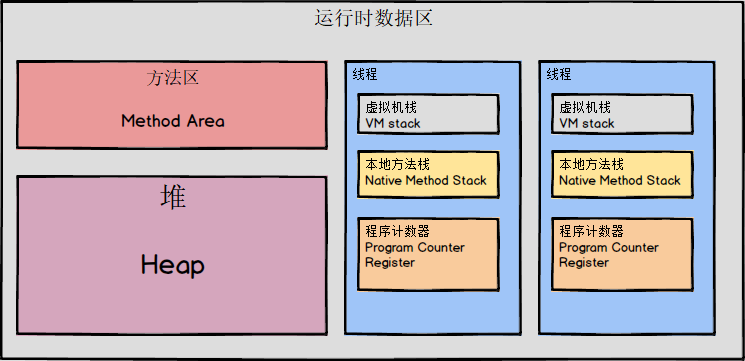 运行时数据区
方法区
Method Area
堆
Heap
线程
虚拟机栈
VM stack
本地方法栈
Native Method Stack
程序计数器
Program Counter
Register
线程
虚拟机栈
VM stack
本地方法栈
Native Method Stack
程序计数器
Program Counter
Register